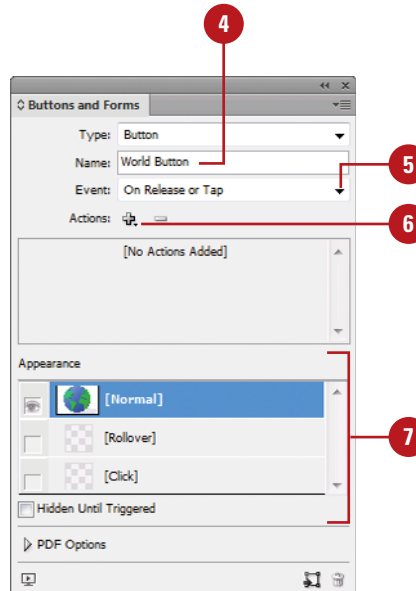 4
Buttons and Forms
Type: Button
Name: World Button
5
Event: On Release or Tap
Actions:
6
[No Actions Added]
Appearance
[Normal]
[Rollover]
7
[Click]
Hidden Until Triggered
PDF Options